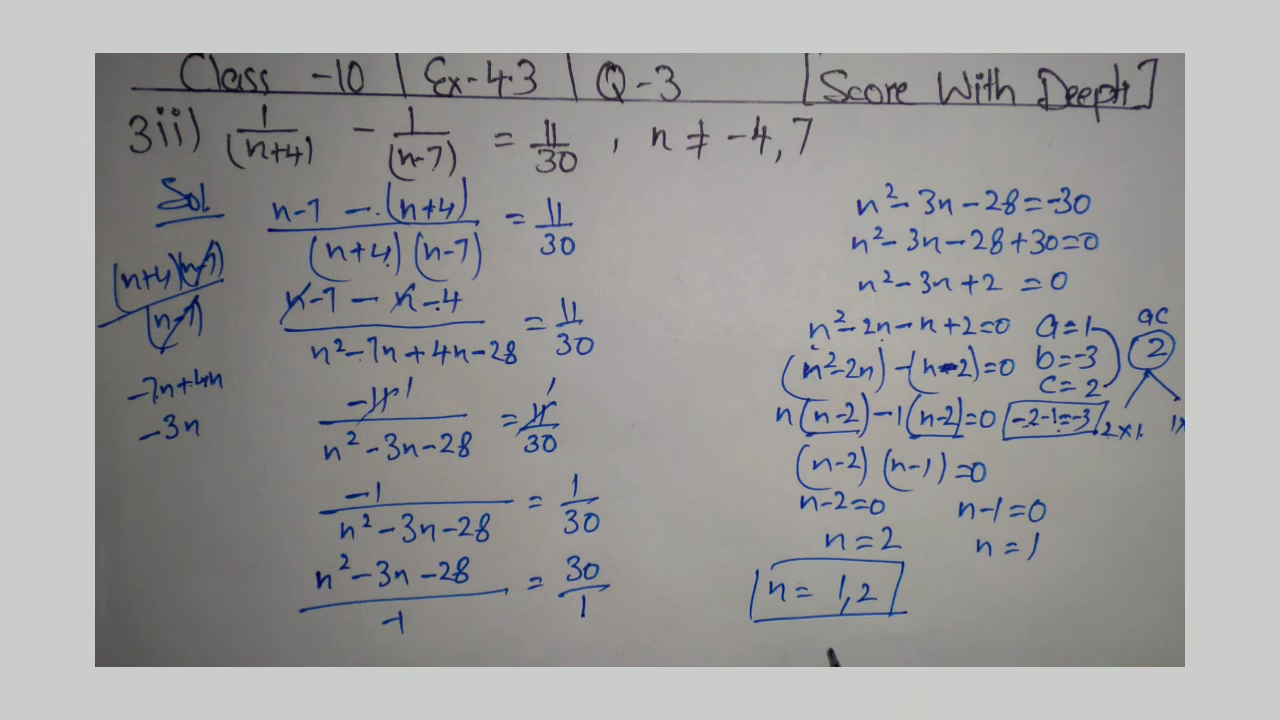 Class -10 | Ex-4.3 | Q-3 [Score With Deepti]
3ii) 1/(n+4) - 1/(n-7) = 11/30 , n ≠ -4, 7
Sol
n-7 - (n+4) / (n+4)(n-7) = 11/30
(n+4)(n-7) / (n-7)
n-7 - n-4 / n²-7n+4n-28 = 11/30
-7n+4n
-3n
-11 1 / n²-3n-28 = 11 1 / 30
-1 / n²-3n-28 = 1/30
n²-3n-28 / -1 = 30/1
n²-3n-28=-30
n²-3n-28+30=0
n²-3n+2=0
n²-2n-n+2=0 a=1 ac
(n²-2n)-(n-2)=0 b=-3 2
c=2
n(n-2)-1(n-2)=0 -2-1=-3 2×1 1×
(n-2)(n-1)=0
n-2=0 n-1=0
n=2 n=1
n= 1,2